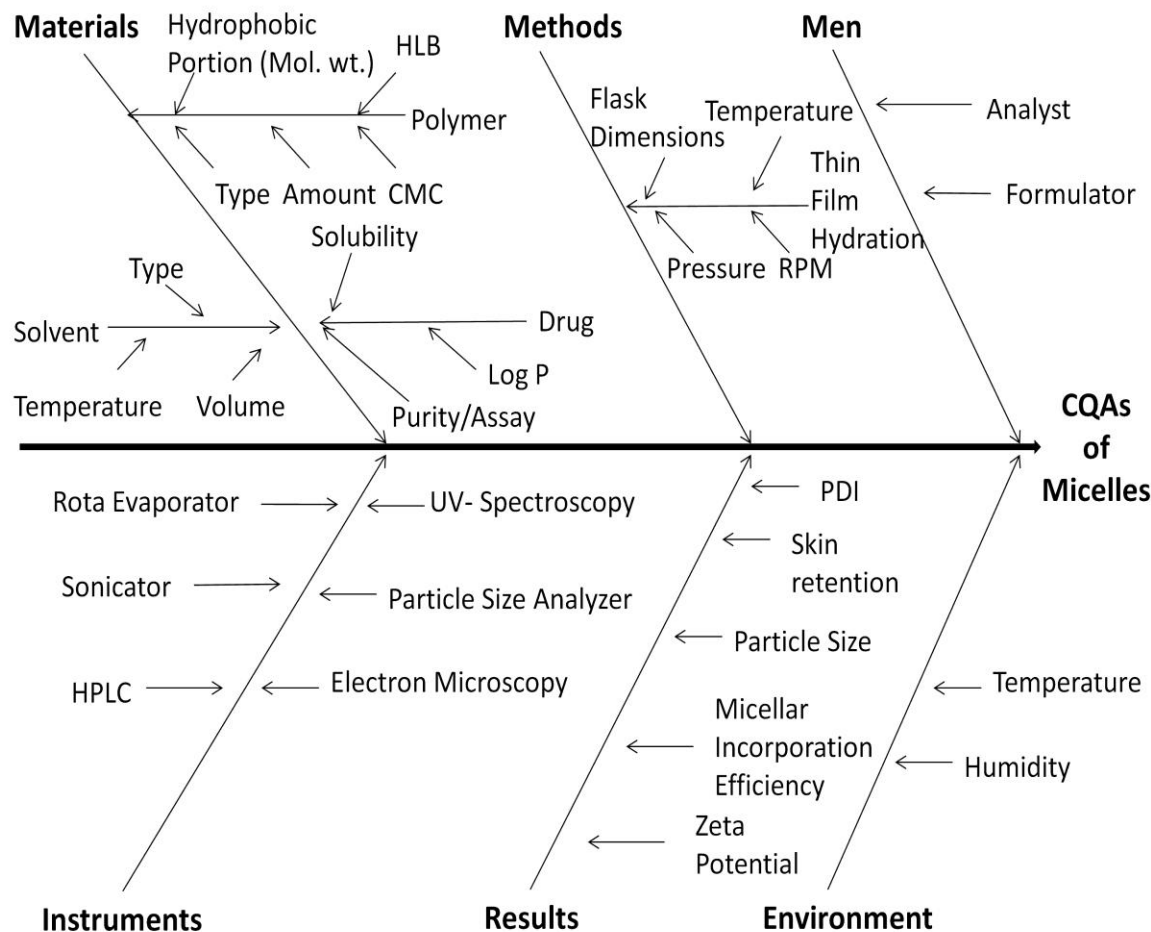 Materials
Hydrophobic
Portion (Mol. wt.)
HLB
Polymer
Type
Amount
CMC
Solubility
Type
Solvent
Drug
Temperature
Volume
Log P
Purity/Assay
Methods
Flask
Dimensions
Temperature
Thin
Film
Hydration
Pressure
RPM
Men
Analyst
Formulator
CQAs
of
Micelles
Rota Evaporator
UV- Spectroscopy
Sonicator
Particle Size Analyzer
HPLC
Electron Microscopy
Instruments
PDI
Skin
retention
Particle Size
Micellar
Incorporation
Efficiency
Zeta
Potential
Results
Temperature
Humidity
Environment